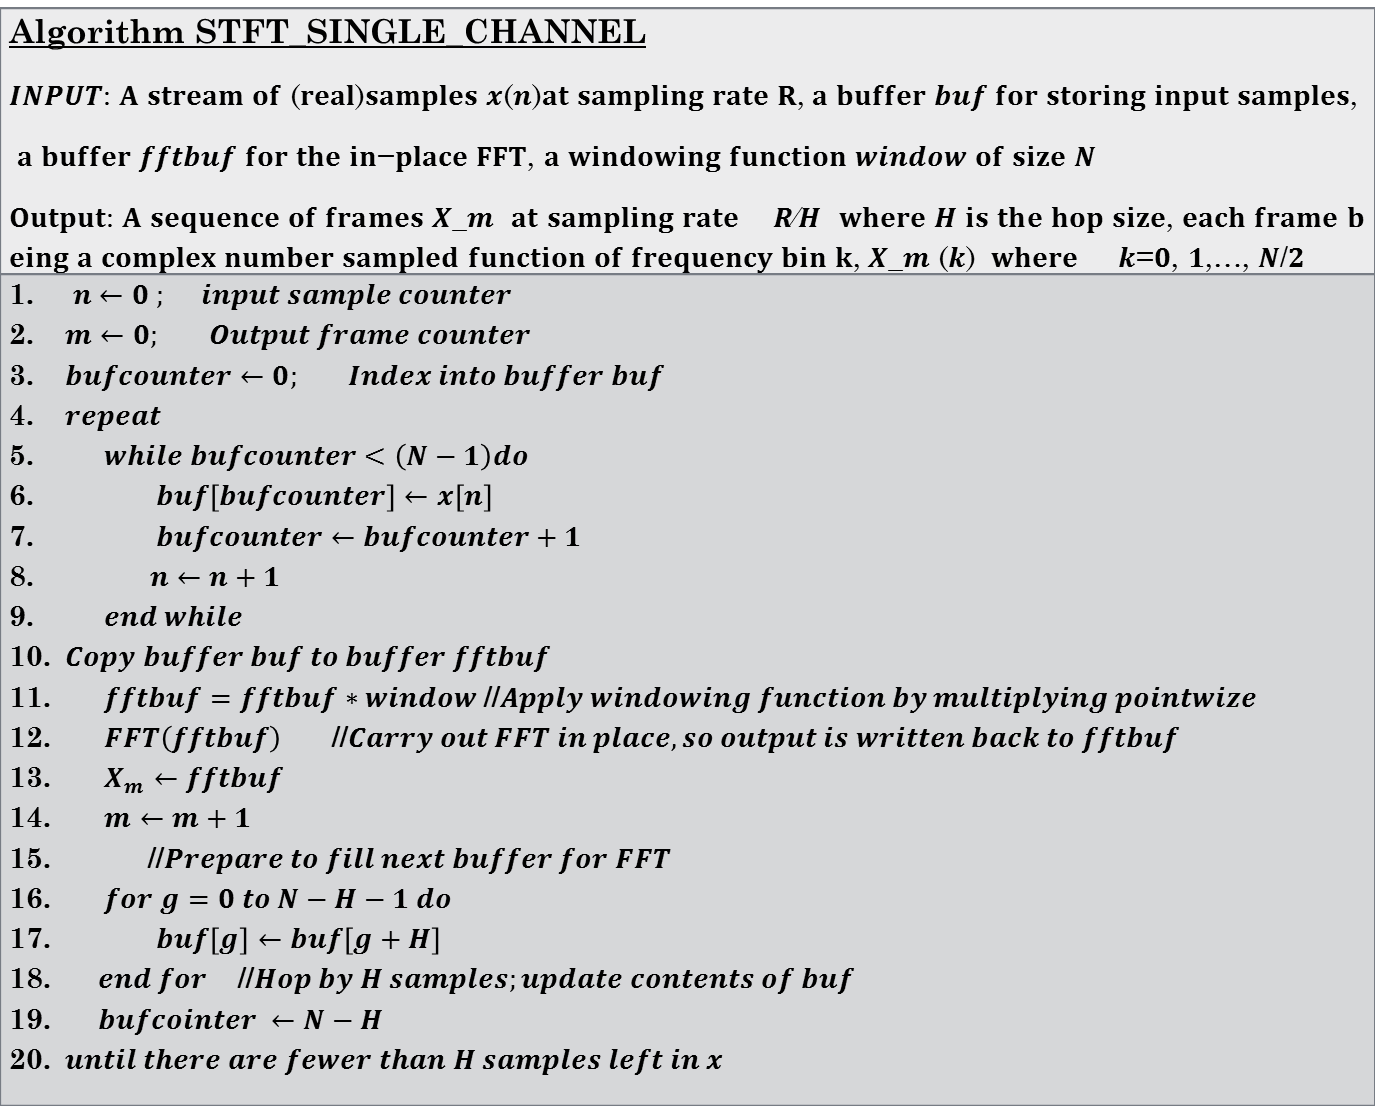 Algorithm STFT_SINGLE_CHANNEL
INPUT: A stream of (real)samples x(n)at sampling rate R, a buffer buf for storing input samples,
a buffer fftbuf for the in−place FFT, a windowing function window of size N
Output: A sequence of frames X_m at sampling rate R/H where H is the hop size, each frame b
eing a complex number sampled function of frequency bin k, X_m (k) where k=0, 1,..., N/2
1. n ← 0 ; input sample counter
2. m ← 0; Output frame counter
3. bufcounter ← 0; Index into buffer buf
4. repeat
5. while bufcounter < (N − 1)do
6. buf[bufcounter] ← x[n]
7. bufcounter ← bufcounter + 1
8. n ← n + 1
9. end while
10. Copy buffer buf to buffer fftbuf
11. fftbuf = fftbuf ∗ window //Apply windowing function by multiplying pointwize
12. FFT(fftbuf) //Carry out FFT in place, so output is written back to fftbuf
13. Xₘ ← fftbuf
14. m ← m + 1
15. //Prepare to fill next buffer for FFT
16. for g = 0 to N − H − 1 do
17. buf[g] ← buf[g + H]
18. end for //Hop by H samples; update contents of buf
19. bufcointer ← N − H
20. until there are fewer than H samples left in x